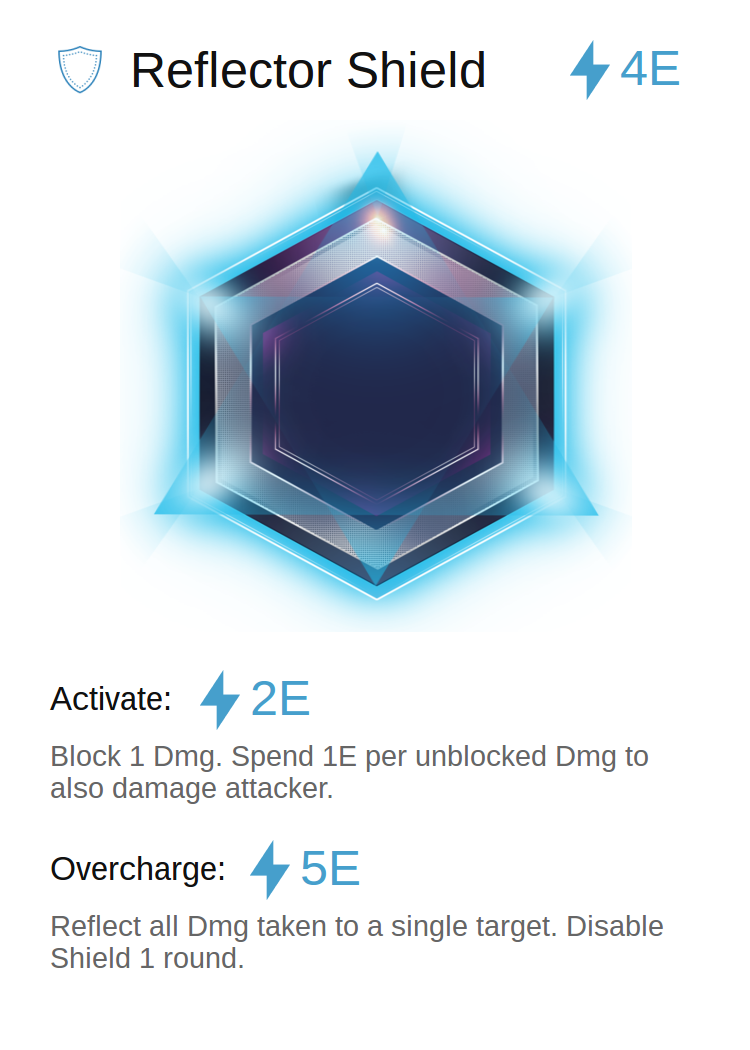 Reflector Shield 4E
Activate: 2E
Block 1 Dmg. Spend 1E per unblocked Dmg to
also damage attacker.
Overcharge: 5E
Reflect all Dmg taken to a single target. Disable
Shield 1 round.